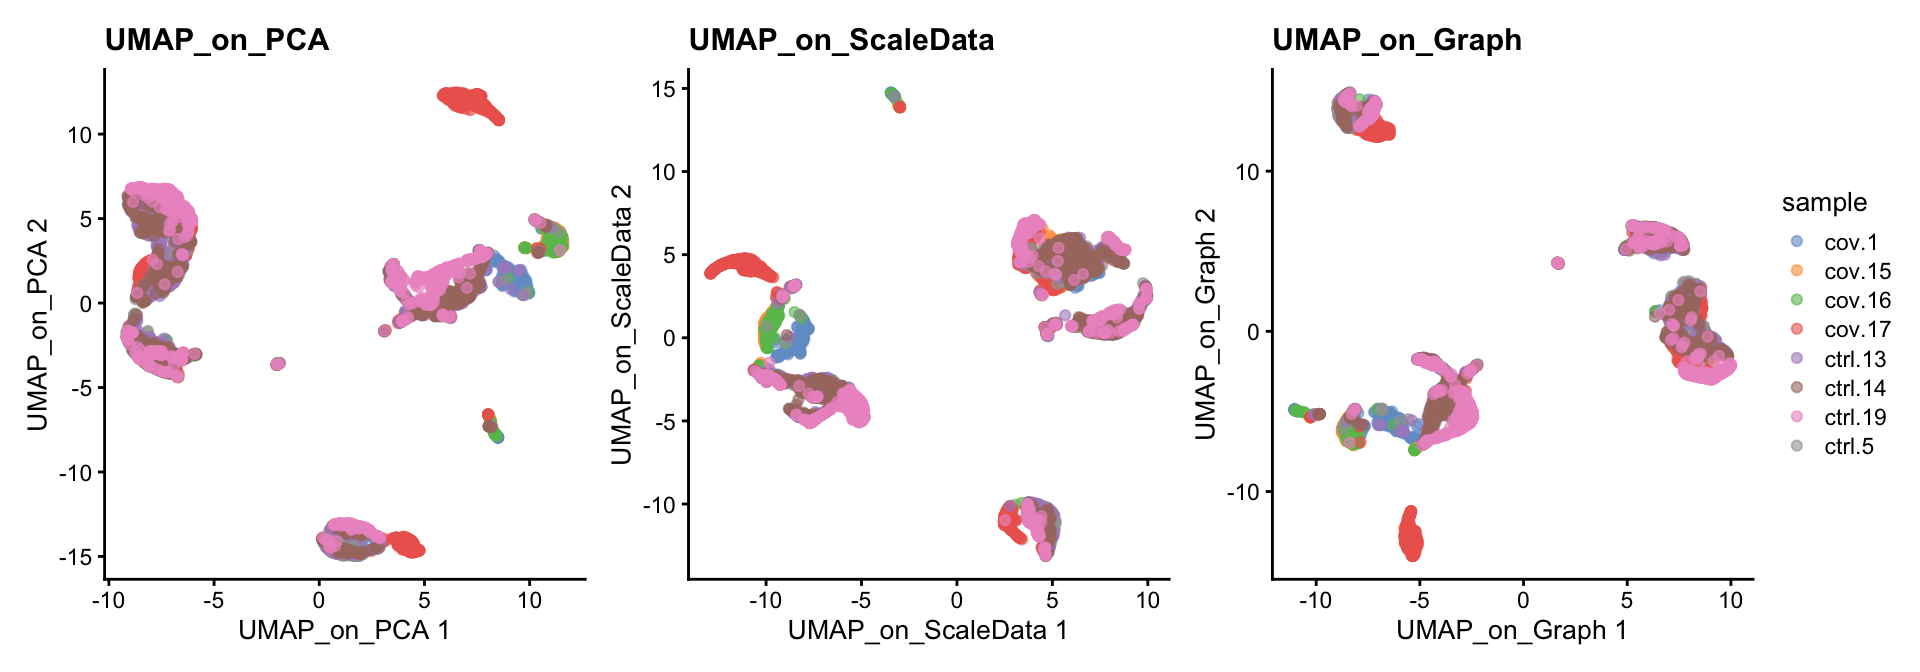 UMAP_on_PCA
UMAP_on_PCA 2
10
5
0
-5
-10
-15
-10
-5
0
5
10
UMAP_on_PCA 1
UMAP_on_ScaleData
UMAP_on_ScaleData 2
15
10
5
0
-5
-10
-10
-5
0
5
10
UMAP_on_ScaleData 1
UMAP_on_Graph
UMAP_on_Graph 2
10
0
-10
-10
-5
0
5
10
UMAP_on_Graph 1
sample
cov.1
cov.15
cov.16
cov.17
ctrl.13
ctrl.14
ctrl.19
ctrl.5